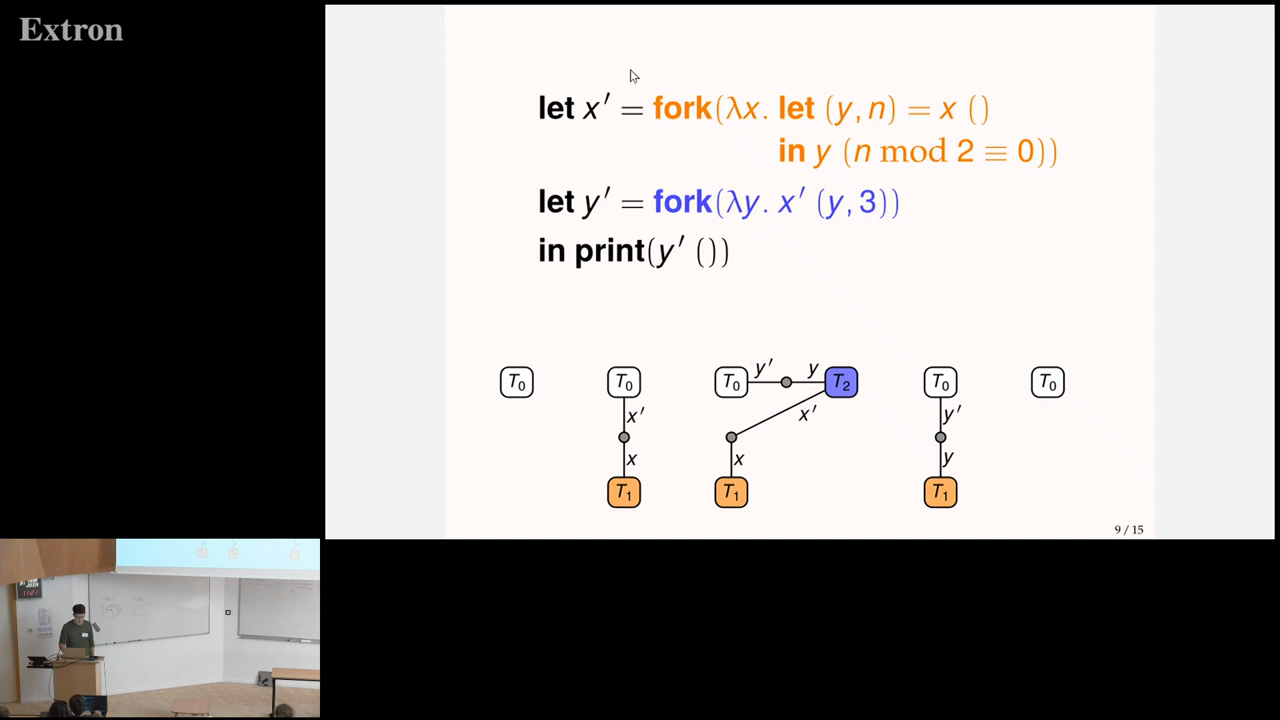 Extron
let x′ = fork(λx. let (y, n) = x ()
in y (n mod 2 ≡ 0))
let y′ = fork(λy. x′ (y, 3))
in print(y′ ())
T₀ T₀ T₀ y′ y T₂ T₀ T₀
x′ x′ y′
x x y
T₁ T₁ T₁
9 / 15